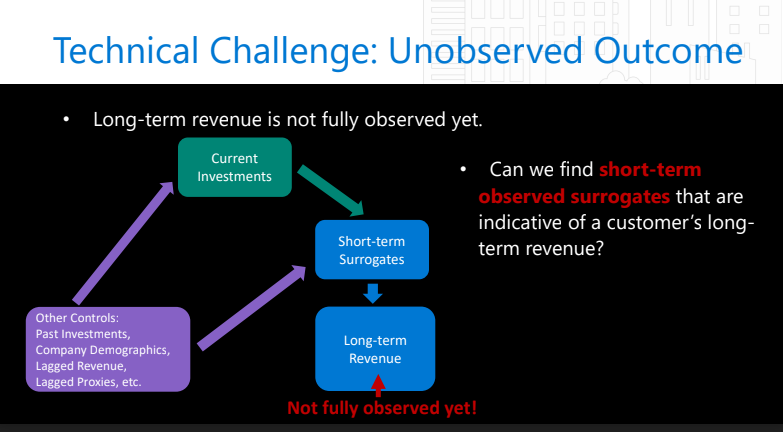 Technical Challenge: Unobserved Outcome
• Long-term revenue is not fully observed yet.
Current
Investments
• Can we find short-term
observed surrogates that are
indicative of a customer’s long-
term revenue?
Short-term
Surrogates
Other Controls:
Past Investments,
Company Demographics,
Lagged Revenue,
Lagged Proxies, etc.
Long-term
Revenue
Not fully observed yet!